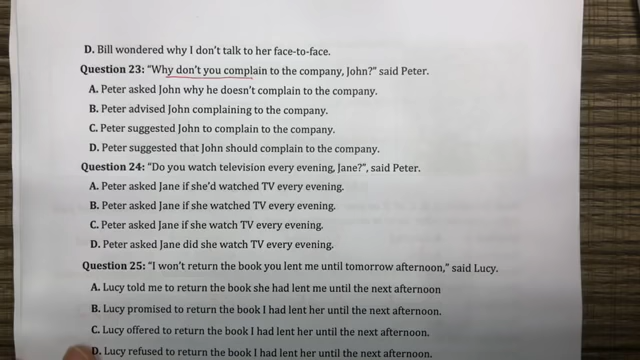 D. Bill wondered why I don't talk to her face-to-face.
Question 23: "Why don't you complain to the company, John?" said Peter.
A. Peter asked John why he doesn't complain to the company.
B. Peter advised John complaining to the company.
C. Peter suggested John to complain to the company.
D. Peter suggested that John should complain to the company.
Question 24: "Do you watch television every evening, Jane?", said Peter.
A. Peter asked Jane if she'd watched TV every evening.
B. Peter asked Jane if she watched TV every evening.
C. Peter asked Jane if she watch TV every evening.
D. Peter asked Jane did she watch TV every evening.
Question 25: "I won't return the book you lent me until tomorrow afternoon," said Lucy.
A. Lucy told me to return the book she had lent me until the next afternoon
B. Lucy promised to return the book I had lent her until the next afternoon.
C. Lucy offered to return the book I had lent her until the next afternoon.
D. Lucy refused to return the book I had lent her until the next afternoon.